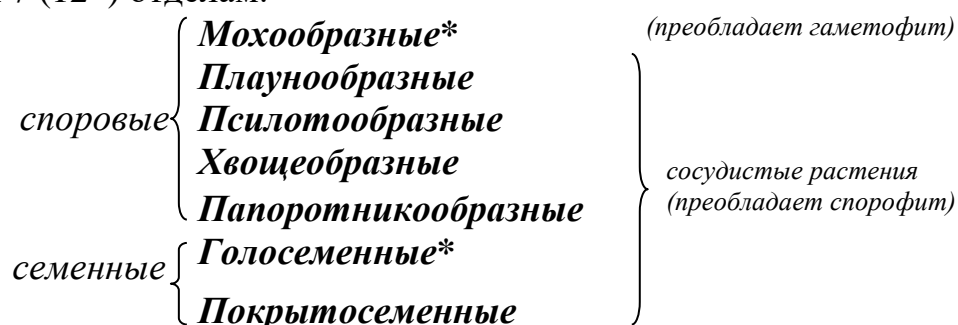 7 (12*) отделам:
Мохообразные* (преобладает гаметофит)
Плаунообразные
споровые Псилотообразные
Хвощеобразные сосудистые растения
Папоротникообразные (преобладает спорофит)
семенные Голосеменные*
Покрытосеменные